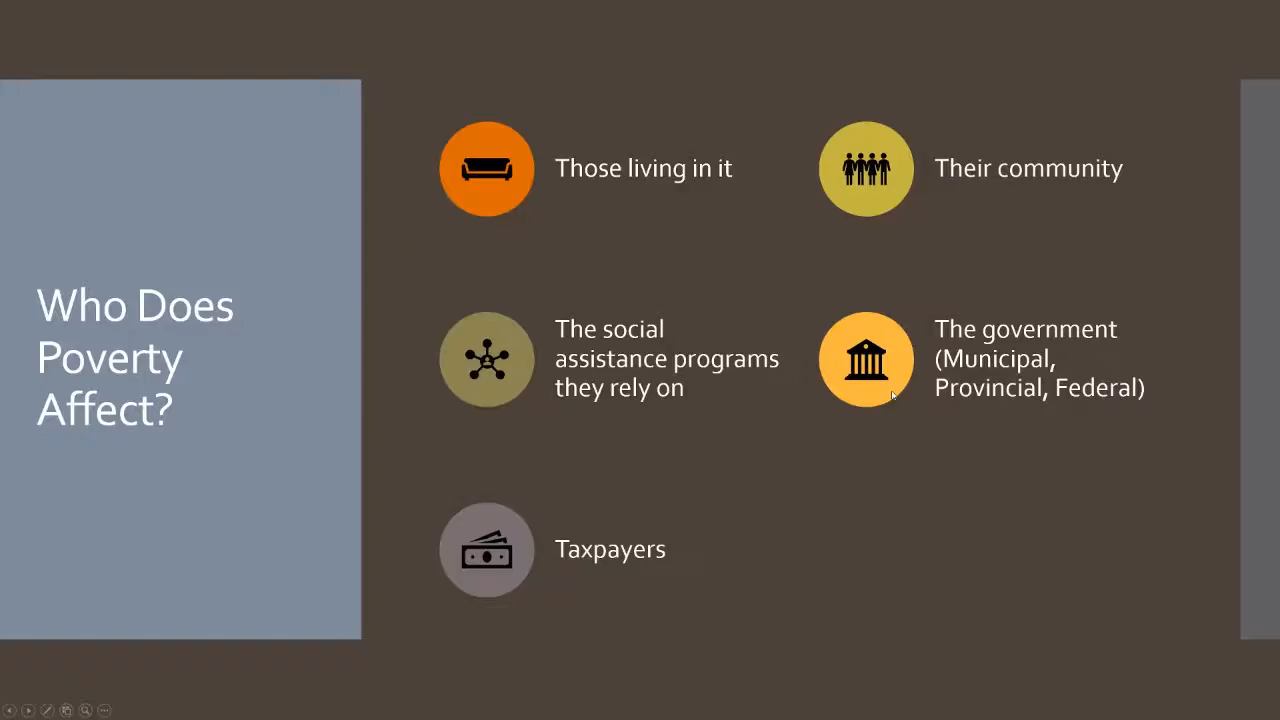 Who Does
Poverty
Affect?
Those living in it
Their community
The social
assistance programs
they rely on
The government
(Municipal,
Provincial, Federal)
Taxpayers